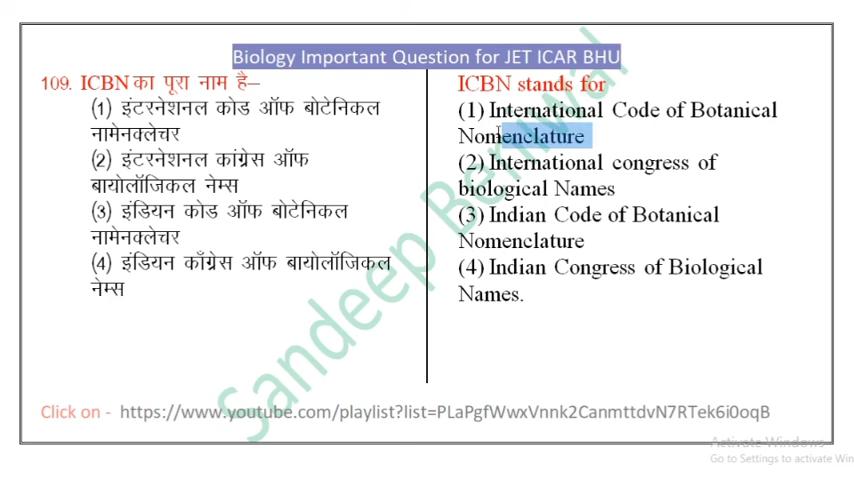 Biology Important Question for JET ICAR BHU
109. ICBN का पूरा नाम है–
(1) इंटरनेशनल कोड ऑफ बोटेनिकल
नामेनक्लेचर
(2) इंटरनेशनल कांग्रेस ऑफ
बायोलॉजिकल नेम्स
(3) इंडियन कोड ऑफ बोटेनिकल
नामेनक्लेचर
(4) इंडियन कॉंग्रेस ऑफ बायोलॉजिकल
नेम्स
ICBN stands for
(1) International Code of Botanical
Nomenclature
(2) International congress of
biological Names
(3) Indian Code of Botanical
Nomenclature
(4) Indian Congress of Biological
Names.
Sandeep Beniwal
Click on - https://www.youtube.com/playlist?list=PLaPgfWwxVnnk2CanmttdvN7RTek6i0oqB
Activate Windows
Go to Settings to activate Win